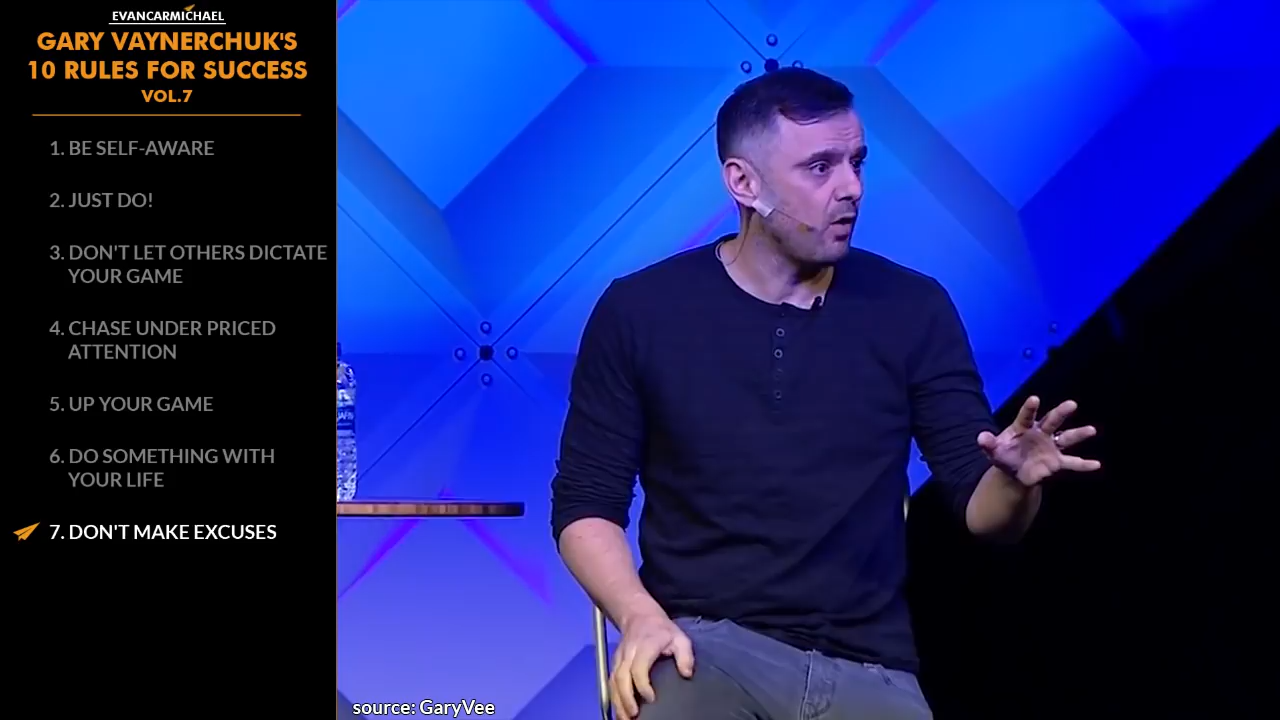 EVANCARMICHAEL
GARY VAYNERCHUK'S
10 RULES FOR SUCCESS
VOL.7
1. BE SELF-AWARE
2. JUST DO!
3. DON'T LET OTHERS DICTATE
YOUR GAME
4. CHASE UNDER PRICED
ATTENTION
5. UP YOUR GAME
6. DO SOMETHING WITH
YOUR LIFE
7. DON'T MAKE EXCUSES
source: GaryVee